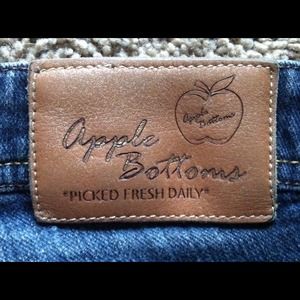 Apple
Bottoms
Apple
Bottoms
"PICKED FRESH DAILY"